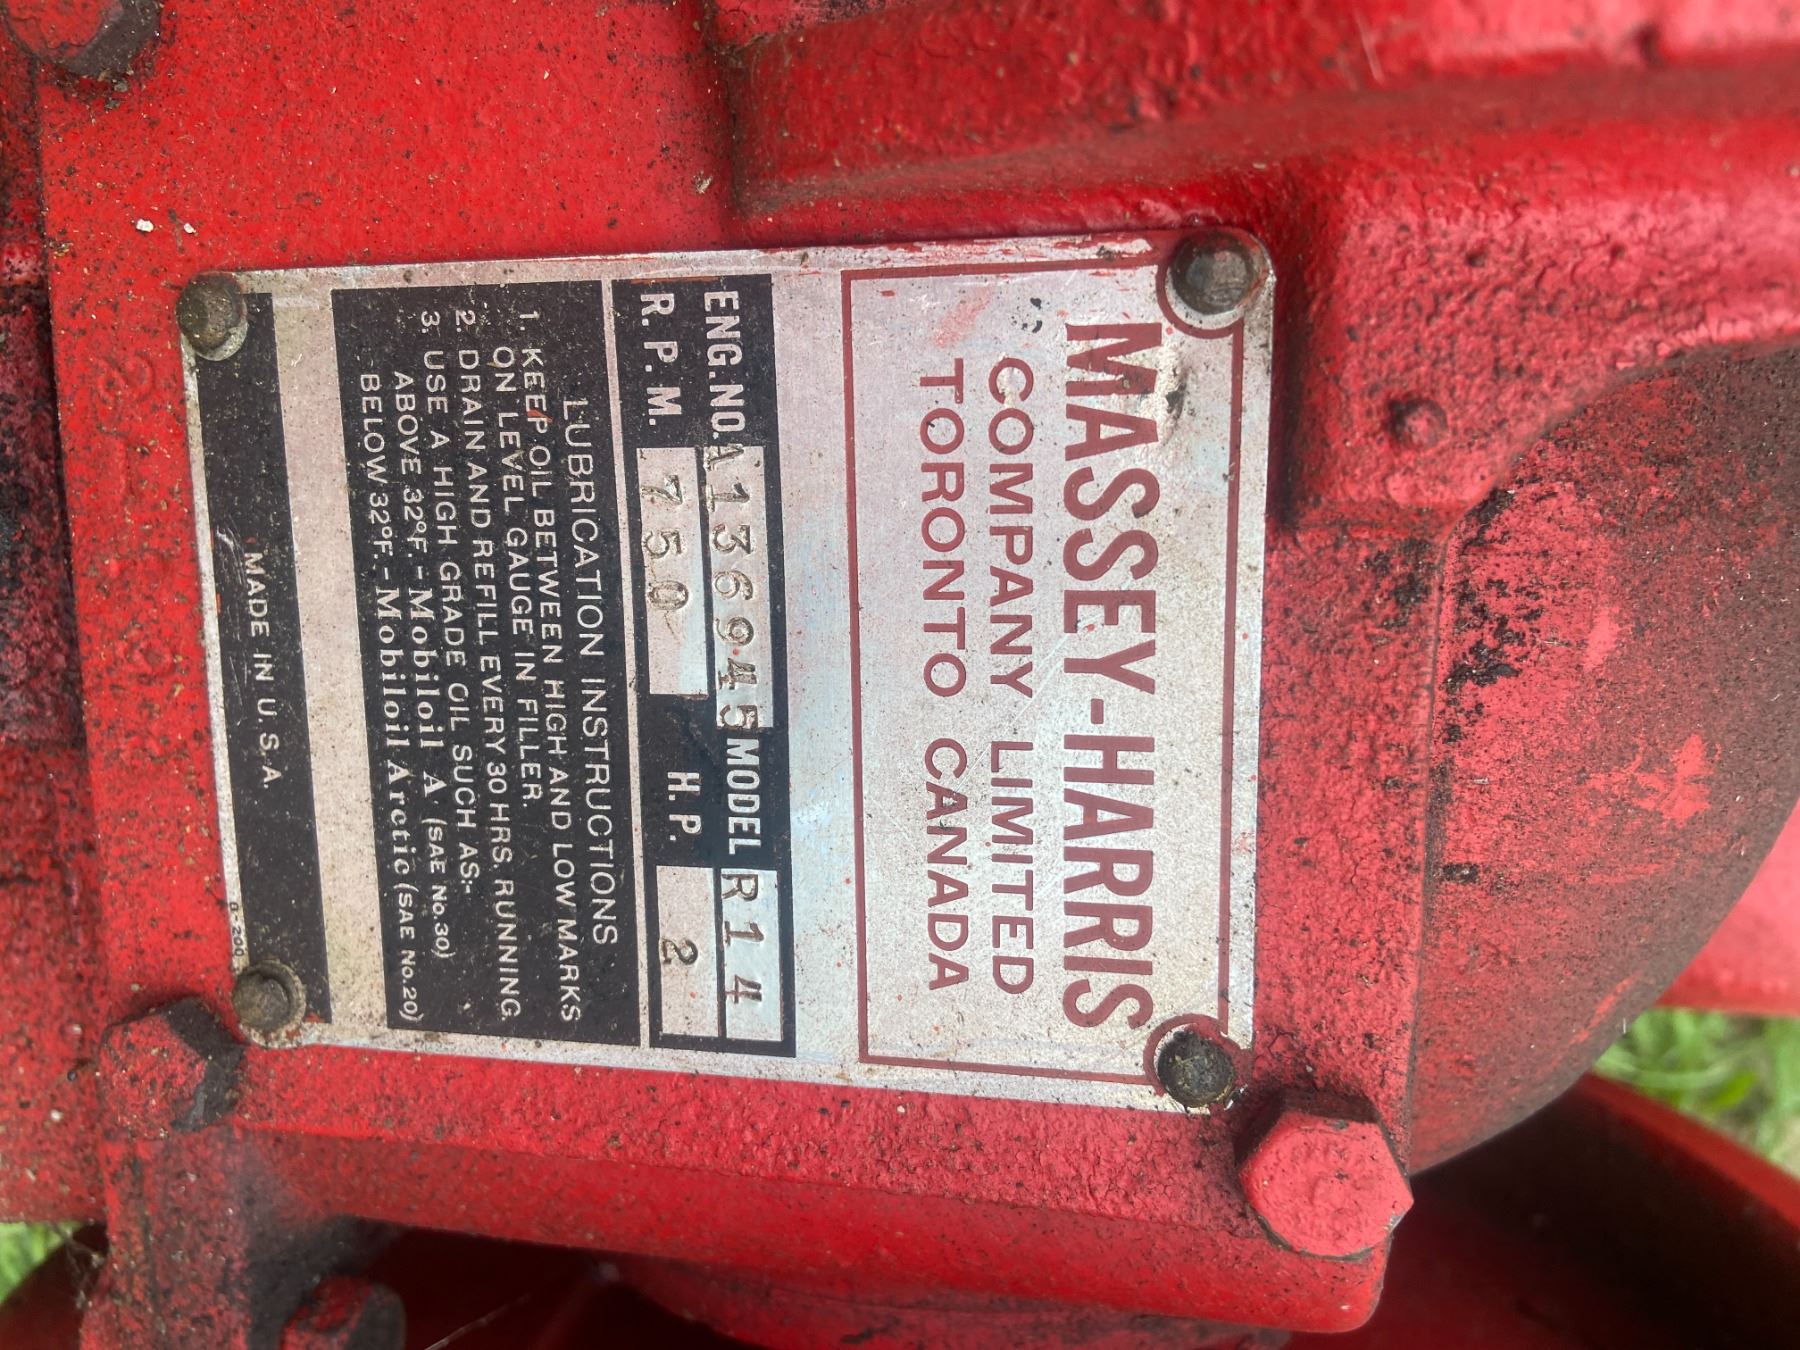 MASSEY-HARRIS
COMPANY LIMITED
TORONTO CANADA
ENG. NO. A136945 MODEL R14
R.P.M. 750 H.P. 2
LUBRICATION INSTRUCTIONS
1. KEEP OIL BETWEEN HIGH AND LOW MARKS
ON LEVEL GAUGE IN FILLER.
2. DRAIN AND REFILL EVERY 30 HRS. RUNNING.
3. USE A HIGH GRADE OIL SUCH AS:-
ABOVE 32°F.-Mobiloil A (SAE No.30)
BELOW 32°F.-Mobiloil Arctic (SAE No.20)
MADE IN U.S.A.